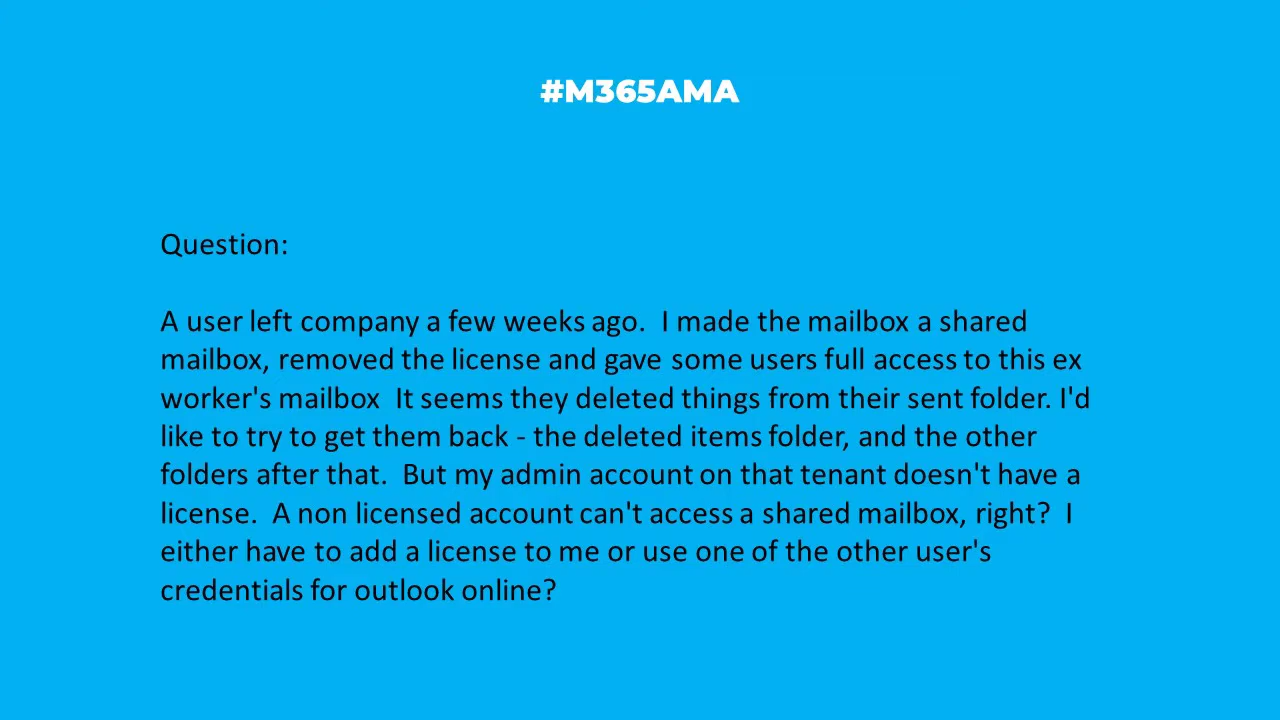 #M365AMA
Question:
A user left company a few weeks ago.  I made the mailbox a shared
mailbox, removed the license and gave some users full access to this ex
worker's mailbox  It seems they deleted things from their sent folder. I'd
like to try to get them back - the deleted items folder, and the other
folders after that.  But my admin account on that tenant doesn't have a
license.  A non licensed account can't access a shared mailbox, right?  I
either have to add a license to me or use one of the other user's
credentials for outlook online?